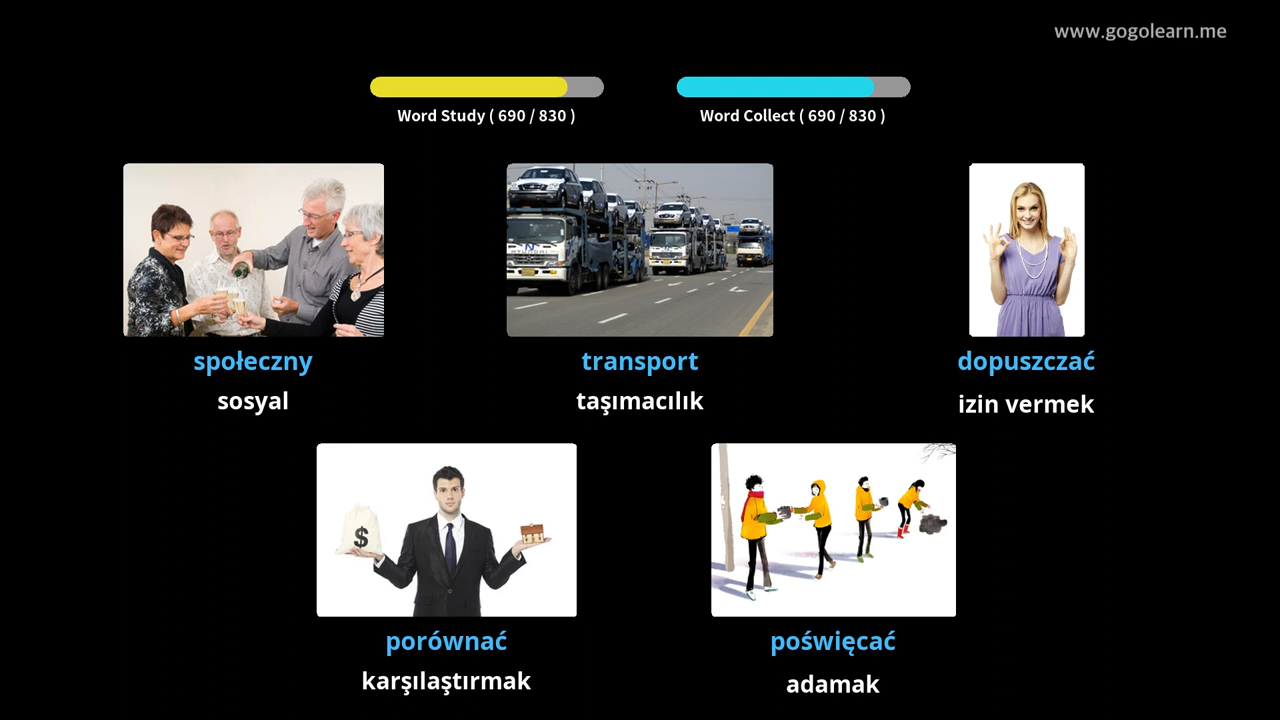 www.gogolearn.me
Word Study ( 690 / 830 )
Word Collect ( 690 / 830 )
społeczny
sosyal
transport
taşımacılık
dopuszczać
izin vermek
$
porównać
karşılaştırmak
poświęcać
adamak